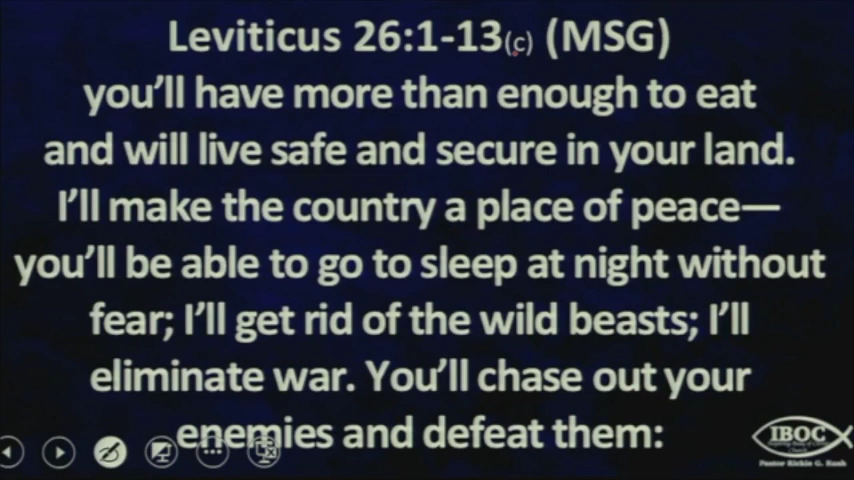 Leviticus 26:1-13(c) (MSG)
you'll have more than enough to eat
and will live safe and secure in your land.
I'll make the country a place of peace—
you'll be able to go to sleep at night without
fear; I'll get rid of the wild beasts; I'll
eliminate war. You'll chase out your
enemies and defeat them:
IBOC
Pastor Rickie G. Rush